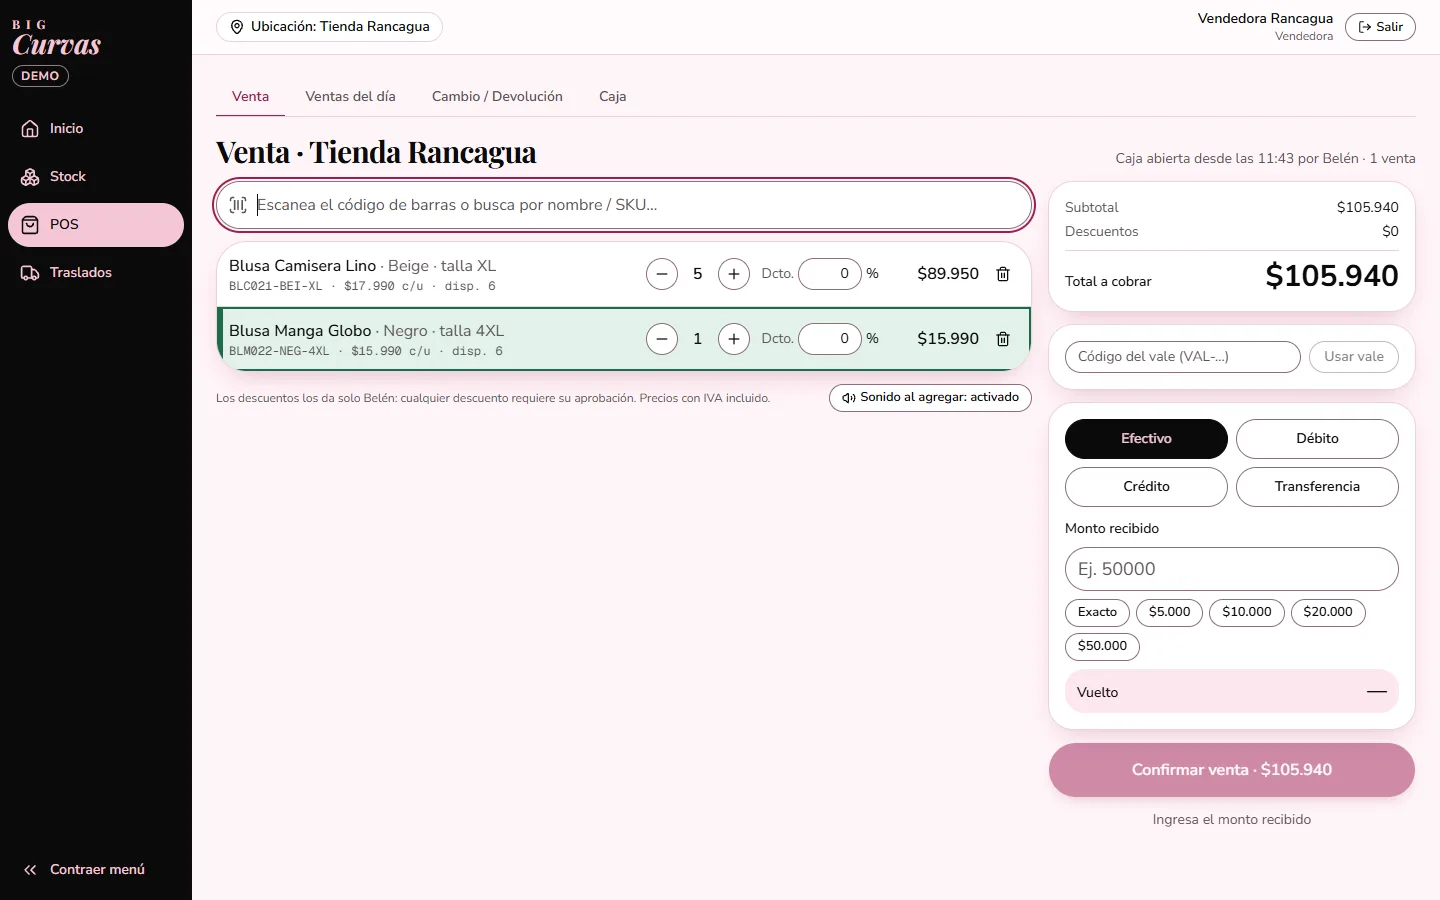 BIG
Curvas
DEMO
Inicio
Stock
POS
Traslados
Contraer menú
Ubicación: Tienda Rancagua
Vendedora Rancagua
Vendedora
Salir
Venta
Ventas del día
Cambio / Devolución
Caja
Venta · Tienda Rancagua
Caja abierta desde las 11:43 por Belén · 1 venta
Escanea el código de barras o busca por nombre / SKU...
Blusa Camisera Lino · Beige · talla XL
BLC021-BEI-XL · $17.990 c/u · disp. 6
5
Dcto. 0 %
$89.950
Blusa Manga Globo · Negro · talla 4XL
BLM022-NEG-4XL · $15.990 c/u · disp. 6
1
Dcto. 0 %
$15.990
Los descuentos los da solo Belén: cualquier descuento requiere su aprobación. Precios con IVA incluido.
Sonido al agregar: activado
Subtotal $105.940
Descuentos $0
Total a cobrar $105.940
Código del vale (VAL-...)
Usar vale
Efectivo
Débito
Crédito
Transferencia
Monto recibido
Ej. 50000
Exacto
$5.000
$10.000
$20.000
$50.000
Vuelto —
Confirmar venta · $105.940
Ingresa el monto recibido